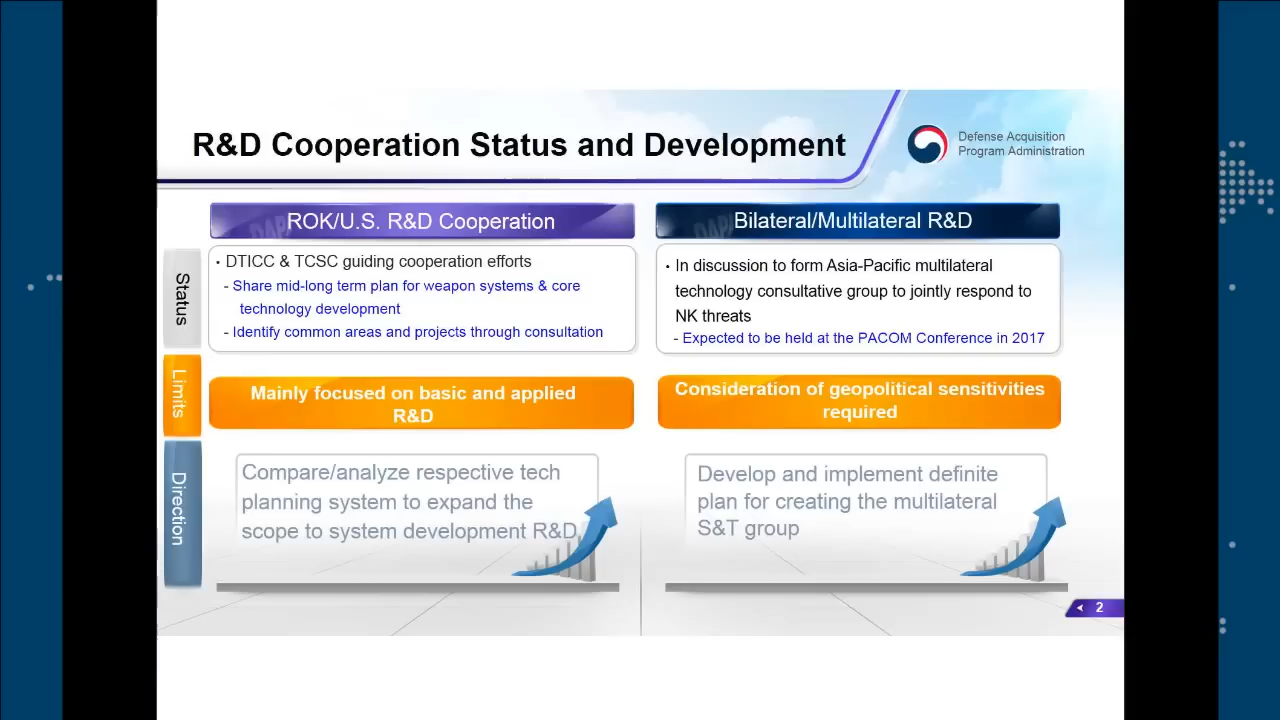 R&D Cooperation Status and Development
Defense Acquisition
Program Administration
ROK/U.S. R&D Cooperation
Bilateral/Multilateral R&D
Status
· DTICC & TCSC guiding cooperation efforts
- Share mid-long term plan for weapon systems & core
technology development
- Identify common areas and projects through consultation
· In discussion to form Asia-Pacific multilateral
technology consultative group to jointly respond to
NK threats
- Expected to be held at the PACOM Conference in 2017
Limits
Mainly focused on basic and applied
R&D
Consideration of geopolitical sensitivities
required
Direction
Compare/analyze respective tech
planning system to expand the
scope to system development R&D
Develop and implement definite
plan for creating the multilateral
S&T group
2